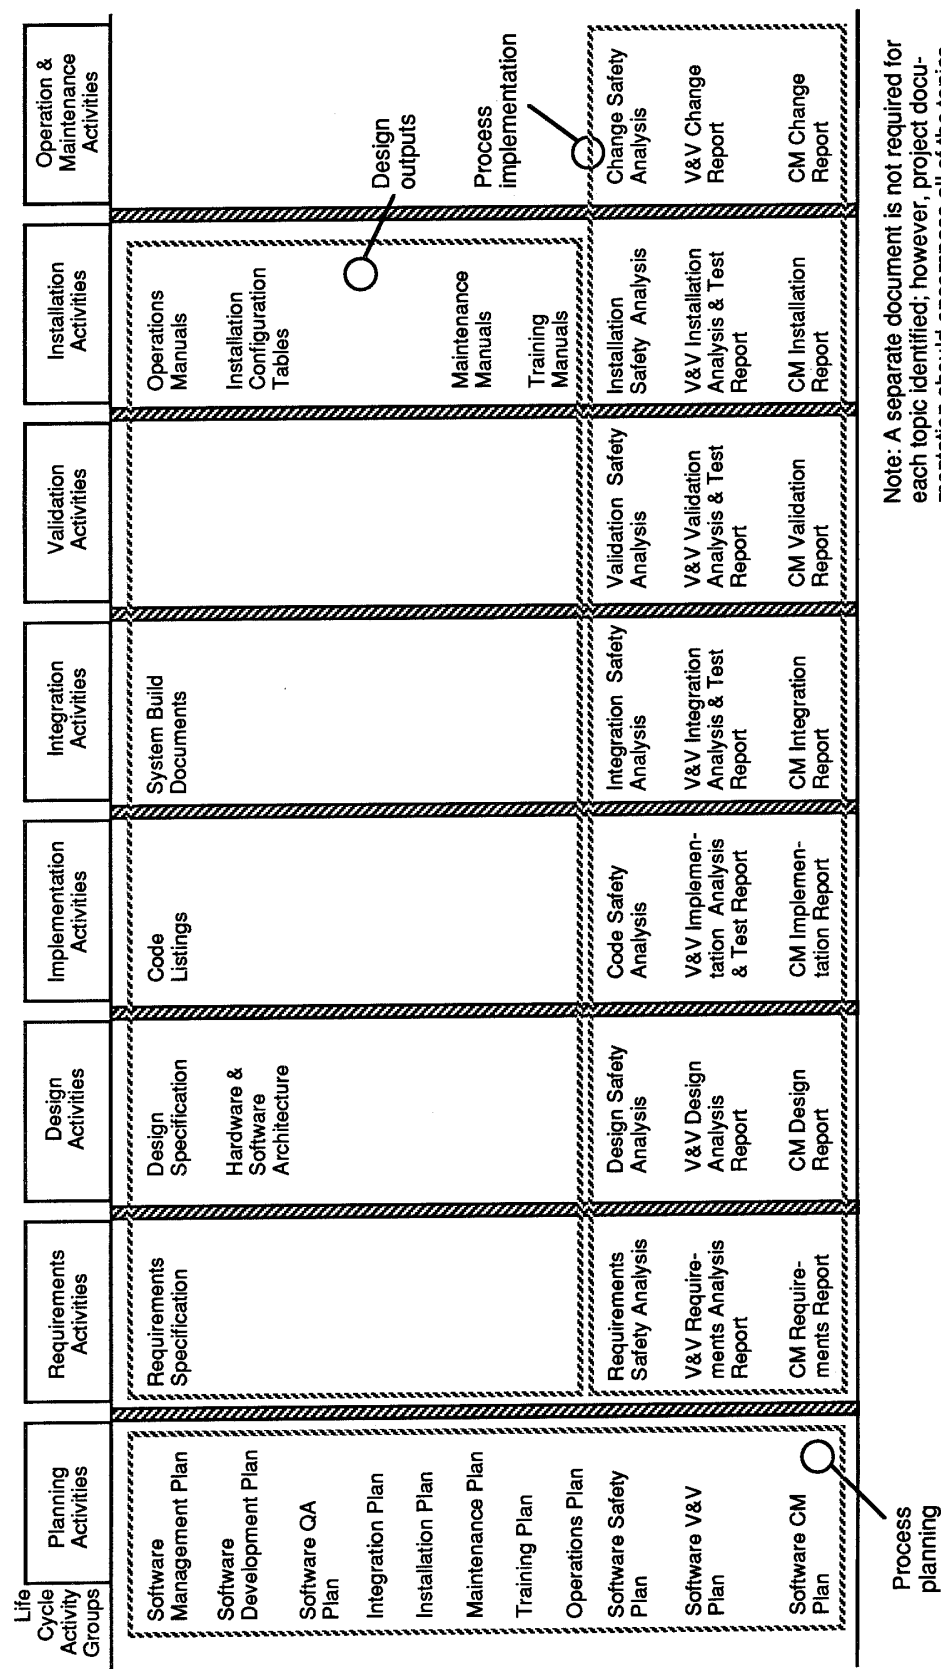 Life
Cycle
Activity
Groups
Planning
Activities
Requirements
Activities
Design
Activities
Implementation
Activities
Integration
Activities
Validation
Activities
Installation
Activities
Operation &
Maintenance
Activities
Software
Management Plan
Software
Development Plan
Software QA
Plan
Integration Plan
Installation Plan
Maintenance Plan
Training Plan
Operations Plan
Software Safety
Plan
Software V&V
Plan
Software CM
Plan
Process
planning
Requirements
Specification
Requirements
Safety Analysis
V&V Require-
ments Analysis
Report
CM Require-
ments Report
Design
Specification
Hardware &
Software
Architecture
Design Safety
Analysis
V&V Design
Analysis
Report
CM Design
Report
Code
Listings
Code Safety
Analysis
V&V Implemen-
tation Analysis
& Test Report
CM Implemen-
tation Report
System Build
Documents
Integration Safety
Analysis
V&V Integration
Analysis & Test
Report
CM Integration
Report
Validation Safety
Analysis
V&V Validation
Analysis & Test
Report
CM Validation
Report
Operations
Manuals
Installation
Configuration
Tables
Maintenance
Manuals
Training
Manuals
Installation
Safety Analysis
V&V Installation
Analysis & Test
Report
CM Installation
Report
Design
outputs
Process
implementation
Change Safety
Analysis
V&V Change
Report
CM Change
Report
Note: A separate document is not required for
each topic identified; however, project docu-